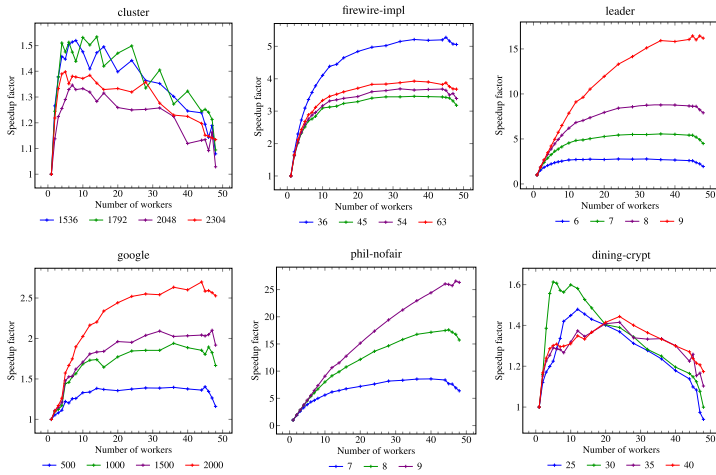 cluster
Speedup factor
1.5
1.4
1.3
1.2
1.1
1
0 10 20 30 40 50
Number of workers
1536 1792 2048 2304
firewire-impl
Speedup factor
5
4
3
2
1
0 10 20 30 40 50
Number of workers
36 45 54 63
leader
Speedup factor
15
10
5
0
0 10 20 30 40 50
Number of workers
6 7 8 9
google
Speedup factor
2.5
2
1.5
1
0 10 20 30 40 50
Number of workers
500 1000 1500 2000
phil-nofair
Speedup factor
25
20
15
10
5
0
0 10 20 30 40 50
Number of workers
7 8 9
dining-crypt
Speedup factor
1.6
1.4
1.2
1
0 10 20 30 40 50
Number of workers
25 30 35 40